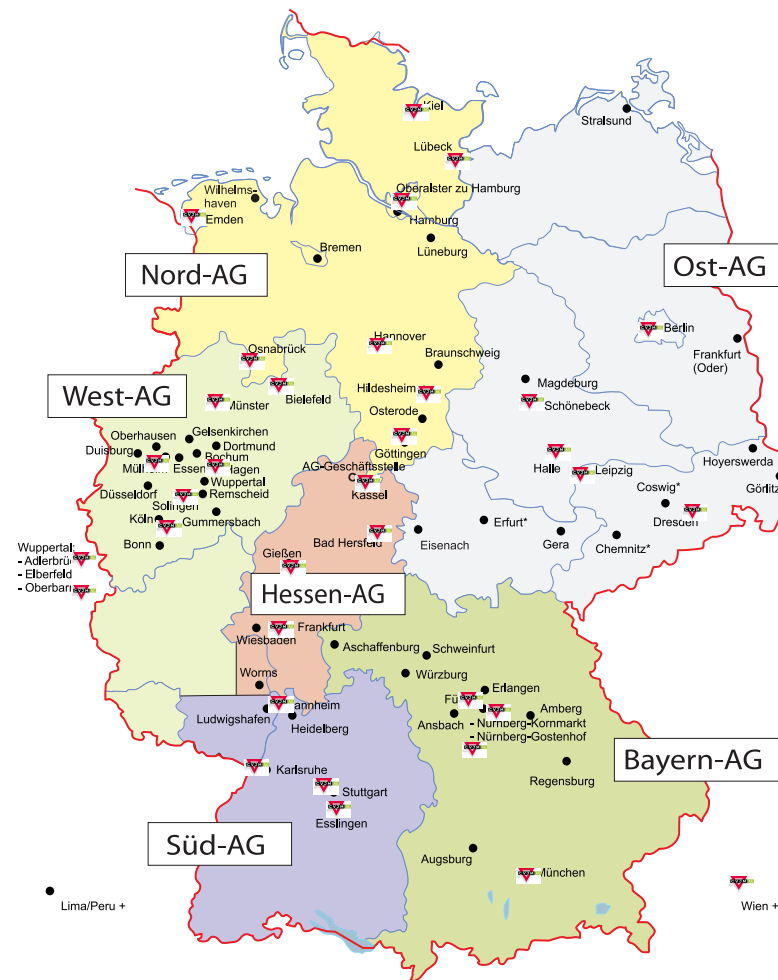 Kiel
Stralsund
Lübeck
Oberalster zu Hamburg
Wilhelms-
haven
Emden
Hamburg
Lüneburg
Bremen
Nord-AG
Ost-AG
Berlin
Hannover
Frankfurt
(Oder)
Osnabrück
Braunschweig
West-AG
Bielefeld
Hildesheim
Magdeburg
Münster
Schönebeck
Osterode
Gelsenkirchen
Oberhausen
Dortmund
Göttingen
Duisburg
Bochum
Halle
Hoyerswerda
Essen
AG-Geschäftsstelle
Leipzig
Wuppertal
Kassel
Coswig*
Görlitz
Düsseldorf
Remscheid
Solingen
Dresden
Köln
Gummersbach
Erfurt*
Bad Hersfeld
Eisenach
Gera
Chemnitz*
Bonn
Wuppertal:
- Adlerbrü
- Elberfeld
- Oberbarm
Gießen
Hessen-AG
Frankfurt
Wiesbaden
Aschaffenburg
Schweinfurt
Würzburg
Worms
Erlangen
Fü
annheim
Ludwigshafen
Heidelberg
Ansbach
Amberg
- Nürnberg-Kornmarkt
- Nürnberg-Gostenhof
Karlsruhe
Regensburg
Bayern-AG
Stuttgart
Esslingen
Süd-AG
Augsburg
München
Lima/Peru +
Wien +